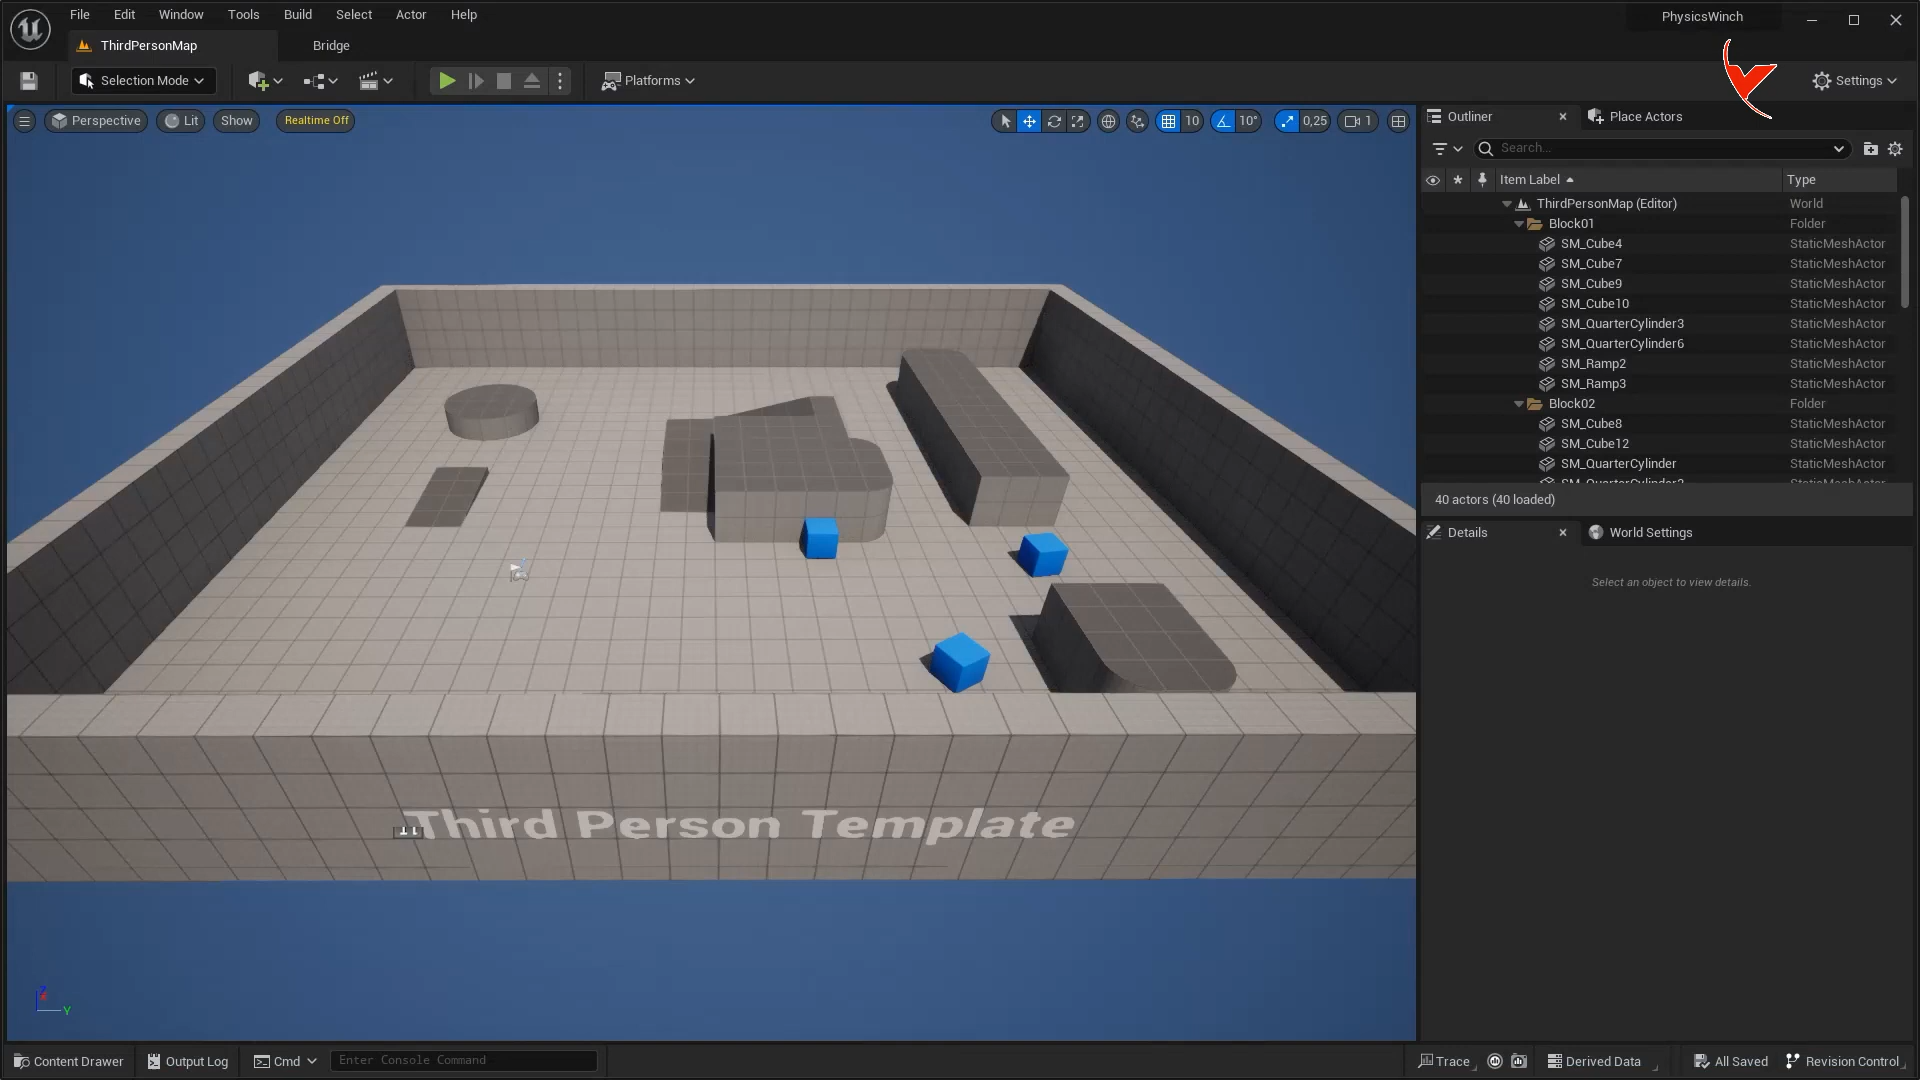 File Edit Window Tools Build Select Actor Help
PhysicsWinch
ThirdPersonMap Bridge
Selection Mode Platforms Settings
Perspective Lit Show Realtime Off 10 10° 0,25 1
Outliner Place Actors
Search...
Item Label Type
ThirdPersonMap (Editor) World
Block01 Folder
SM_Cube4 StaticMeshActor
SM_Cube7 StaticMeshActor
SM_Cube9 StaticMeshActor
SM_Cube10 StaticMeshActor
SM_QuarterCylinder3 StaticMeshActor
SM_QuarterCylinder6 StaticMeshActor
SM_Ramp2 StaticMeshActor
SM_Ramp3 StaticMeshActor
Block02 Folder
SM_Cube8 StaticMeshActor
SM_Cube12 StaticMeshActor
SM_QuarterCylinder StaticMeshActor
40 actors (40 loaded)
Details World Settings
Select an object to view details.
Third Person Template
Z
Y
Content Drawer Output Log Cmd Enter Console Command Trace Derived Data All Saved Revision Control